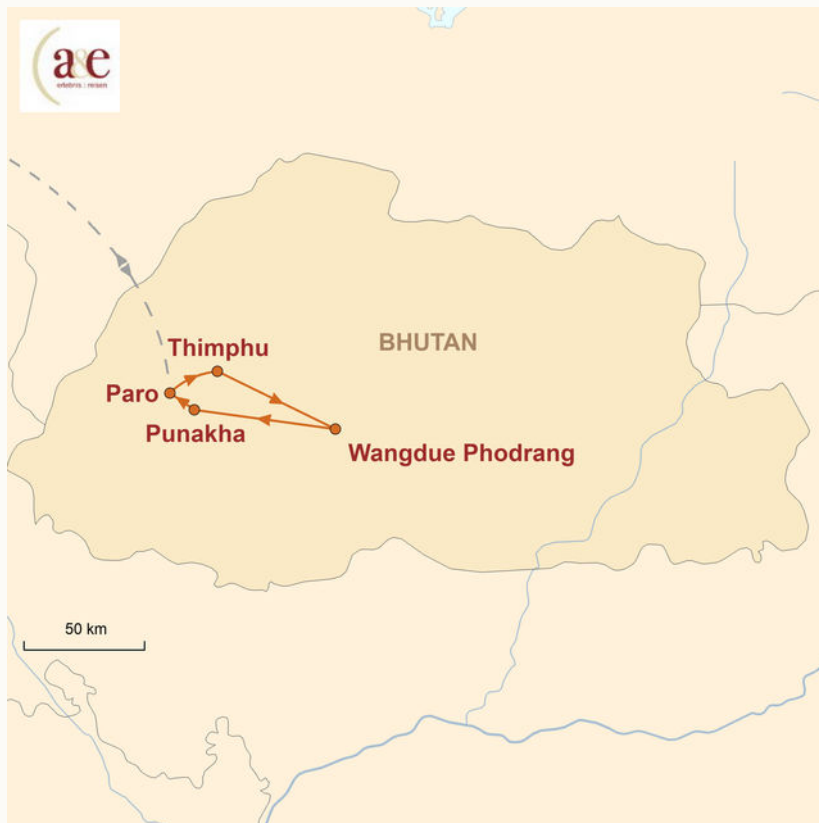 a&e
erlebnis : reisen
Thimphu
BHUTAN
Paro
Punakha
Wangdue Phodrang
50 km